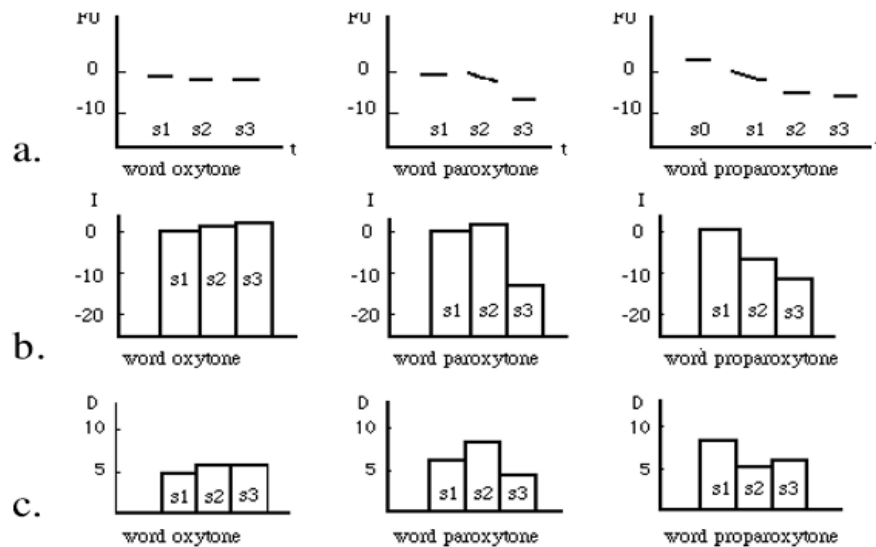 F0 F0 F0
0 0 0
-10 -10 -10
s1 s2 s3 s1 s2 s3 s0 s1 s2 s3
a. t t t
word oxytone word paroxytone word proparoxytone
I I I
0 0 0
-10 -10 -10
s1 s2 s3 s1 s2 s3 s1 s2 s3
-20 -20 -20
b.
word oxytone word paroxytone word proparoxytone
D D D
10 10 10
5 5 5
s1 s2 s3 s1 s2 s3 s1 s2 s3
c.
word oxytone word paroxytone word proparoxytone